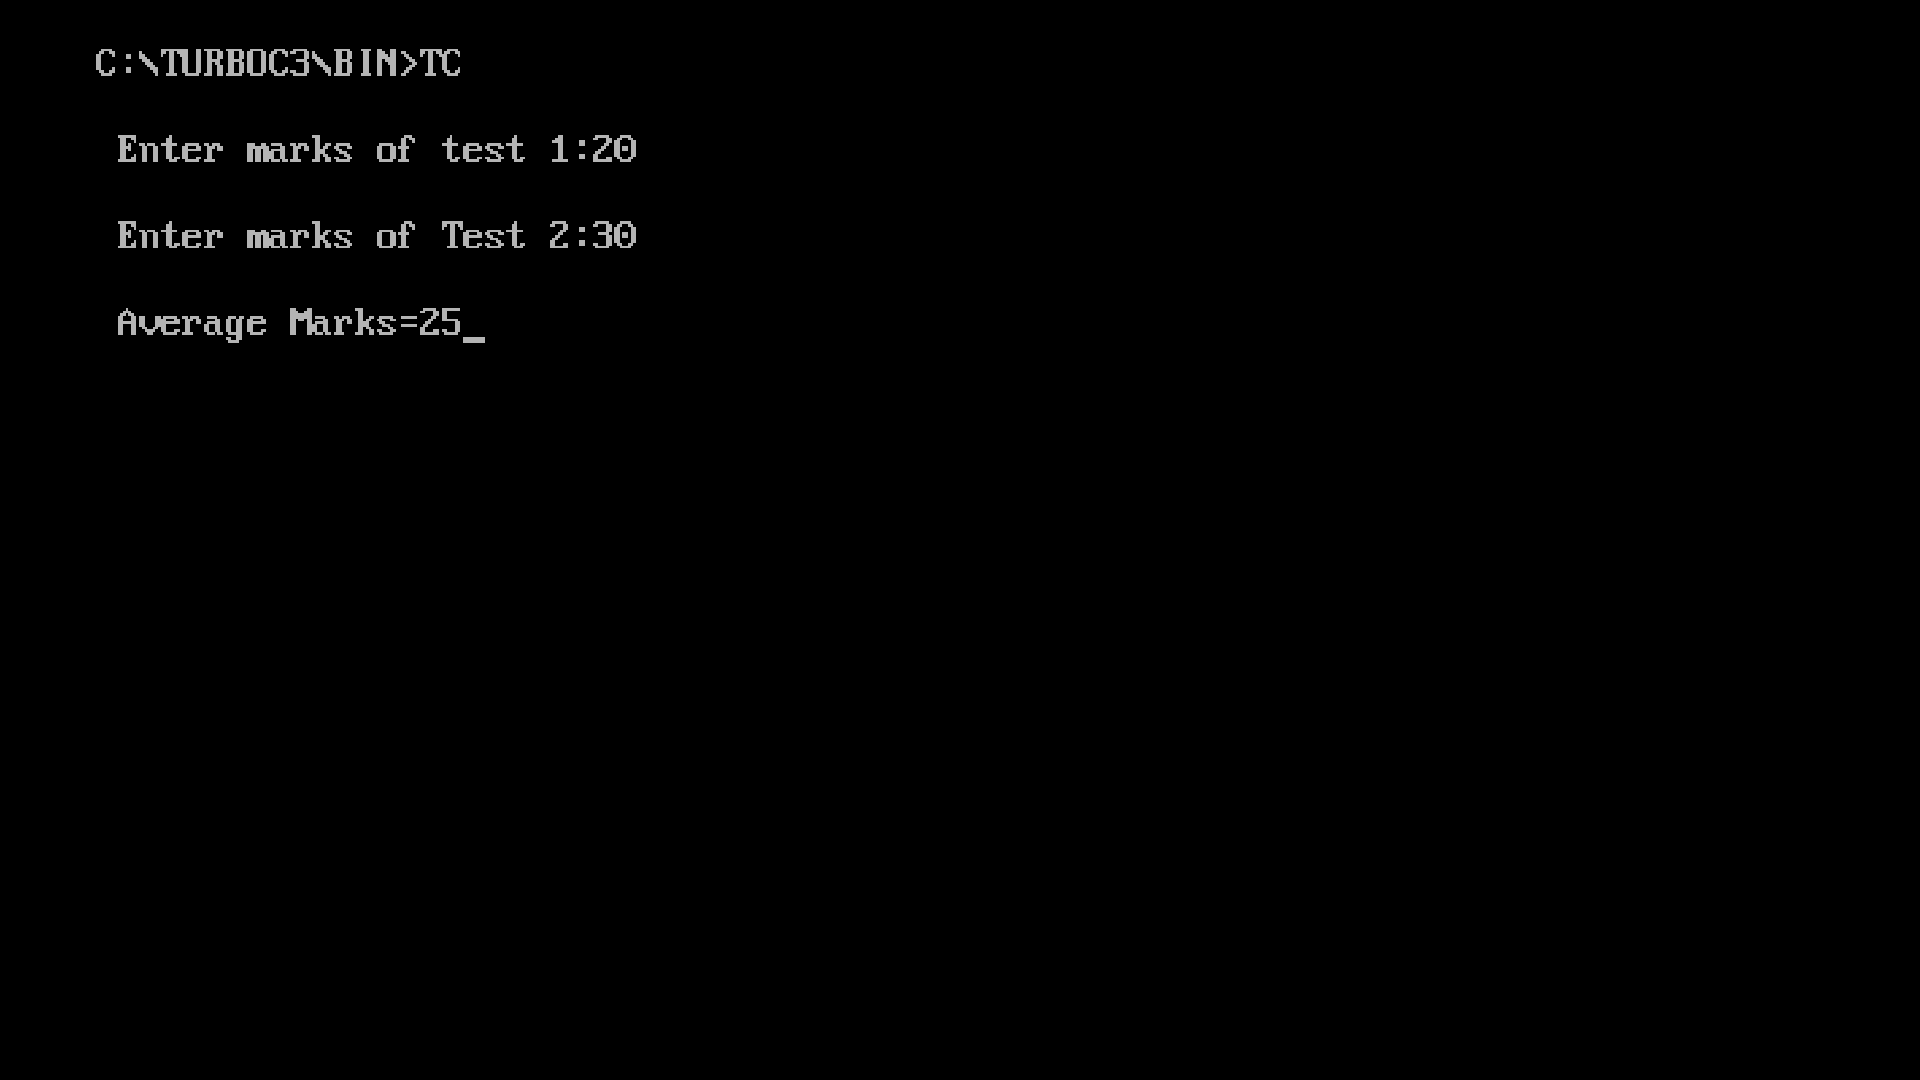 C:\TURBOC3\BIN>TC
Enter marks of test 1:20
Enter marks of Test 2:30
Average Marks=25_